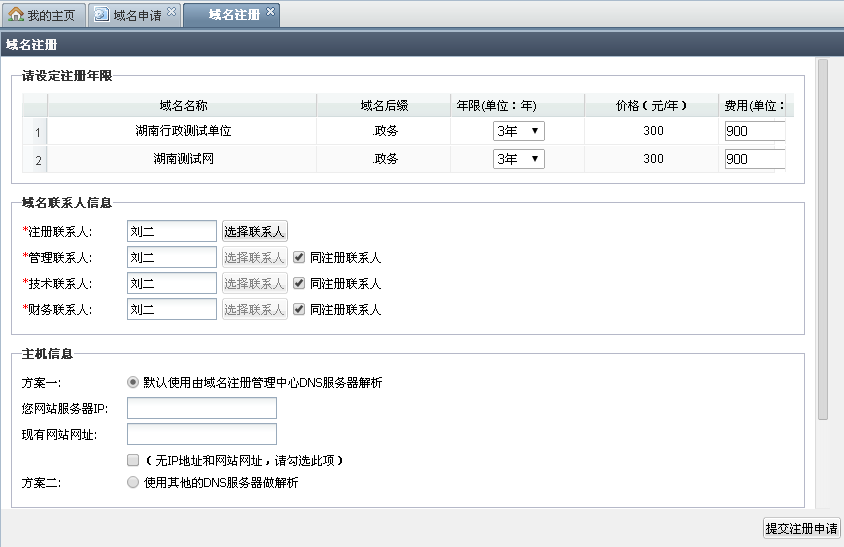 我的主页 域名申请 域名注册
域名注册
请设定注册年限
域名名称 域名后缀 年限(单位：年) 价格（元/年） 费用(单位：
1 湖南行政测试单位 .政务 3年 300 900
2 湖南测试网 .政务 3年 300 900
域名联系人信息
*注册联系人: 刘二 选择联系人
*管理联系人: 刘二 选择联系人 同注册联系人
*技术联系人: 刘二 选择联系人 同注册联系人
*财务联系人: 刘二 选择联系人 同注册联系人
主机信息
方案一: 默认使用由域名注册管理中心DNS服务器解析
您网站服务器IP:
现有网站网址:
（无IP地址和网站网址，请勾选此项）
方案二: 使用其他的DNS服务器做解析
提交注册申请